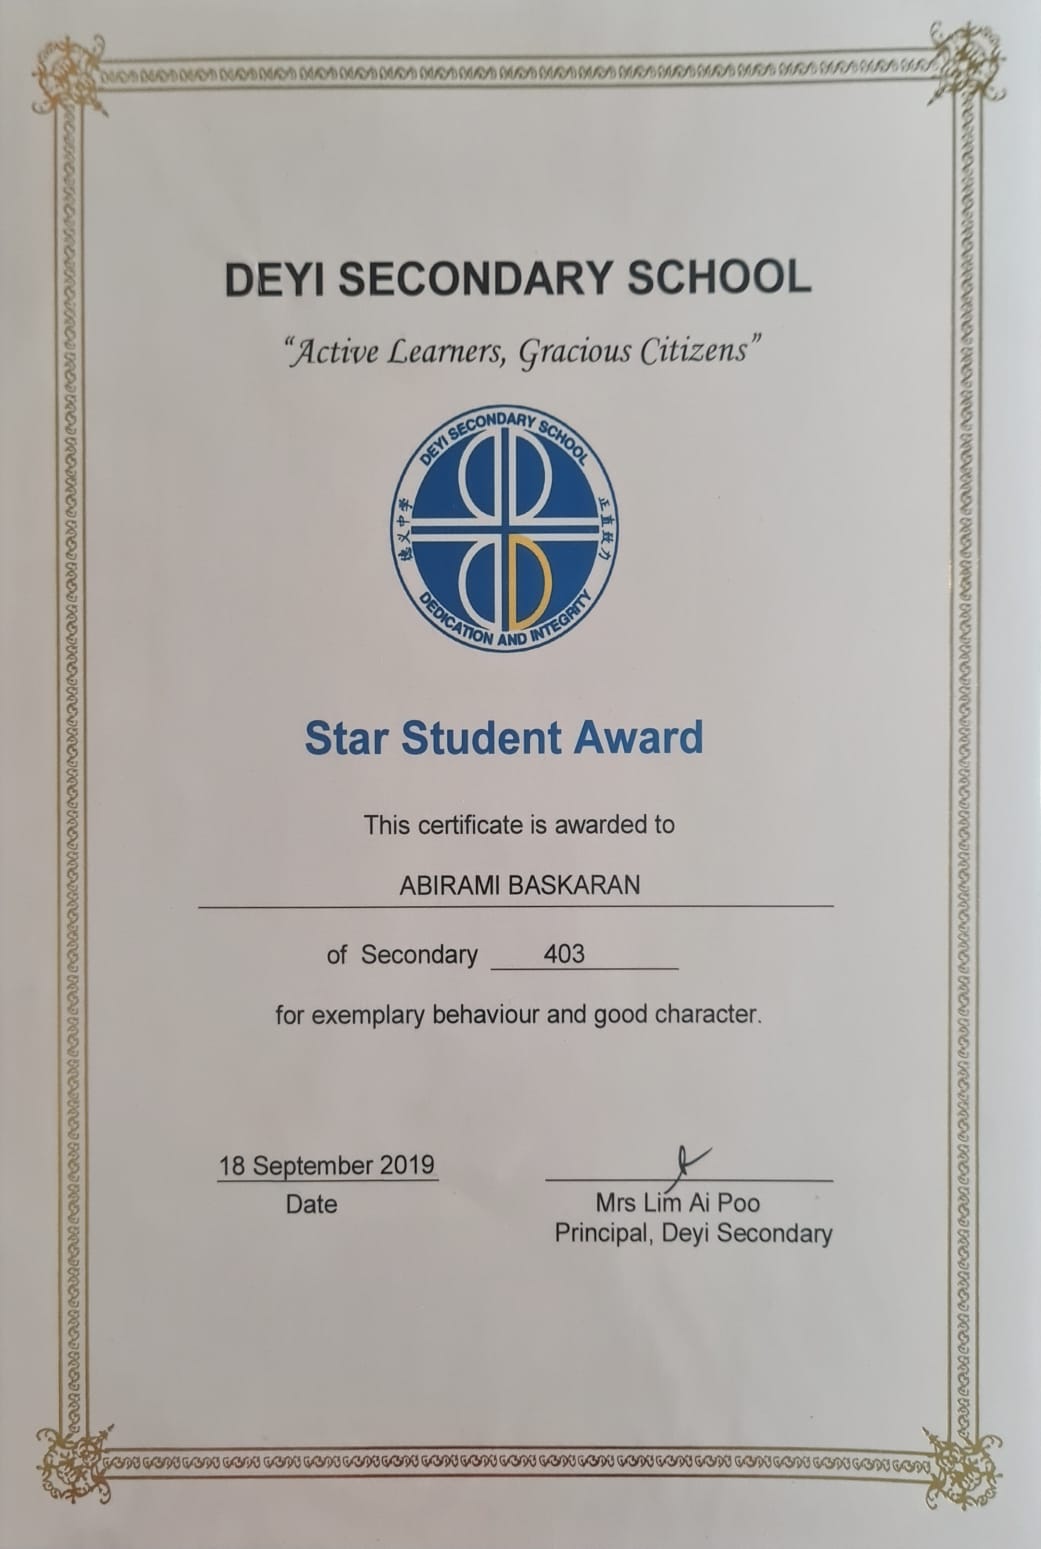 DEYI SECONDARY SCHOOL
“Active Learners, Gracious Citizens”
DEYI SECONDARY SCHOOL
德义中学
正直效力
DEDICATION AND INTEGRITY
Star Student Award
This certificate is awarded to
ABIRAMI BASKARAN
of Secondary 403
for exemplary behaviour and good character.
18 September 2019
Date
Mrs Lim Ai Poo
Principal, Deyi Secondary